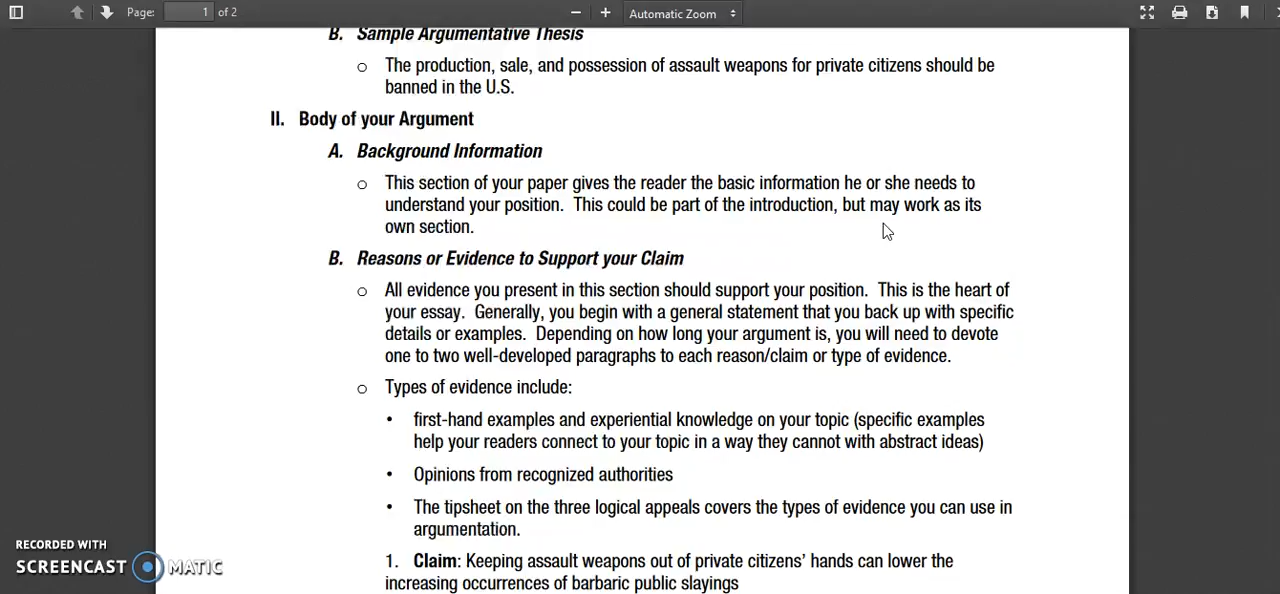 Page: 1 of 2 Automatic Zoom
B. Sample Argumentative Thesis
o The production, sale, and possession of assault weapons for private citizens should be
banned in the U.S.
II. Body of your Argument
A. Background Information
o This section of your paper gives the reader the basic information he or she needs to
understand your position. This could be part of the introduction, but may work as its
own section.
B. Reasons or Evidence to Support your Claim
o All evidence you present in this section should support your position. This is the heart of
your essay. Generally, you begin with a general statement that you back up with specific
details or examples. Depending on how long your argument is, you will need to devote
one to two well-developed paragraphs to each reason/claim or type of evidence.
o Types of evidence include:
• first-hand examples and experiential knowledge on your topic (specific examples
help your readers connect to your topic in a way they cannot with abstract ideas)
• Opinions from recognized authorities
• The tipsheet on the three logical appeals covers the types of evidence you can use in
argumentation.
1. Claim: Keeping assault weapons out of private citizens' hands can lower the
increasing occurrences of barbaric public slayings
RECORDED WITH
SCREENCAST MATIC